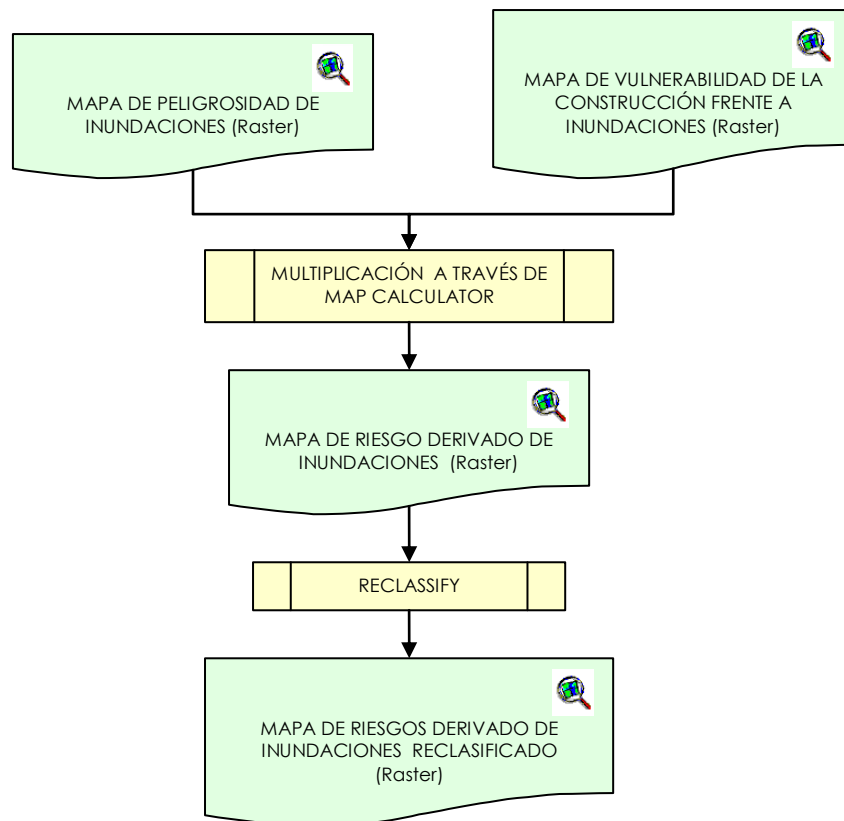 MAPA DE PELIGROSIDAD DE
INUNDACIONES (Raster)
MAPA DE VULNERABILIDAD DE LA
CONSTRUCCIÓN FRENTE A
INUNDACIONES (Raster)
MULTIPLICACIÓN A TRAVÉS DE
MAP CALCULATOR
MAPA DE RIESGO DERIVADO DE
INUNDACIONES (Raster)
RECLASSIFY
MAPA DE RIESGOS DERIVADO DE
INUNDACIONES RECLASIFICADO
(Raster)